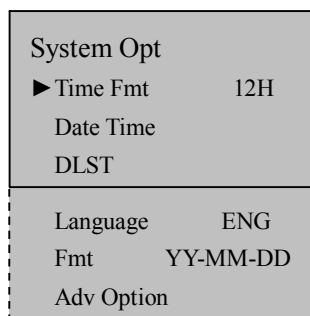 System Opt
►Time Fmt 12H
Date Time
DLST
Language ENG
Fmt YY-MM-DD
Adv Option